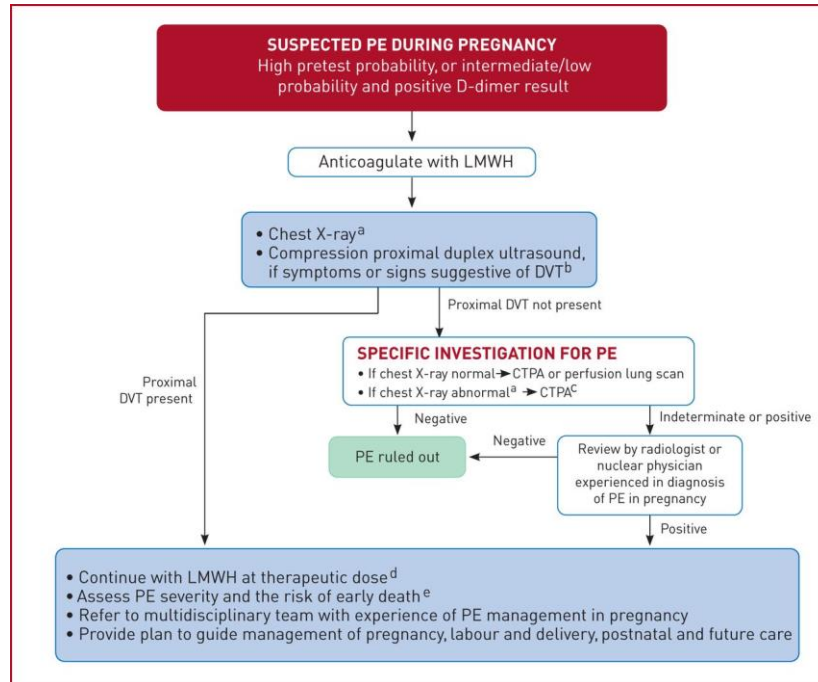 SUSPECTED PE DURING PREGNANCY
High pretest probability, or intermediate/low
probability and positive D-dimer result
Anticoagulate with LMWH
• Chest X-rayᵃ
• Compression proximal duplex ultrasound,
if symptoms or signs suggestive of DVTᵇ
Proximal DVT not present
Proximal
DVT present
SPECIFIC INVESTIGATION FOR PE
• If chest X-ray normal➔CTPA or perfusion lung scan
• If chest X-ray abnormalᵃ ➔ CTPAᶜ
Negative
Indeterminate or positive
PE ruled out
Negative
Review by radiologist or
nuclear physician
experienced in diagnosis
of PE in pregnancy
Positive
• Continue with LMWH at therapeutic doseᵈ
• Assess PE severity and the risk of early deathᵉ
• Refer to multidisciplinary team with experience of PE management in pregnancy
• Provide plan to guide management of pregnancy, labour and delivery, postnatal and future care